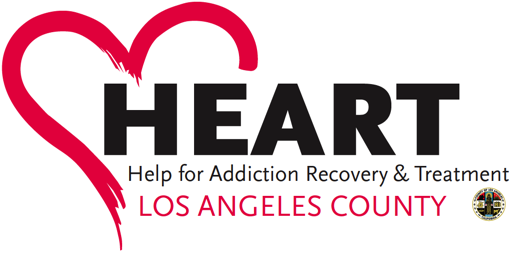 HEART
Help for Addiction Recovery & Treatment
LOS ANGELES COUNTY